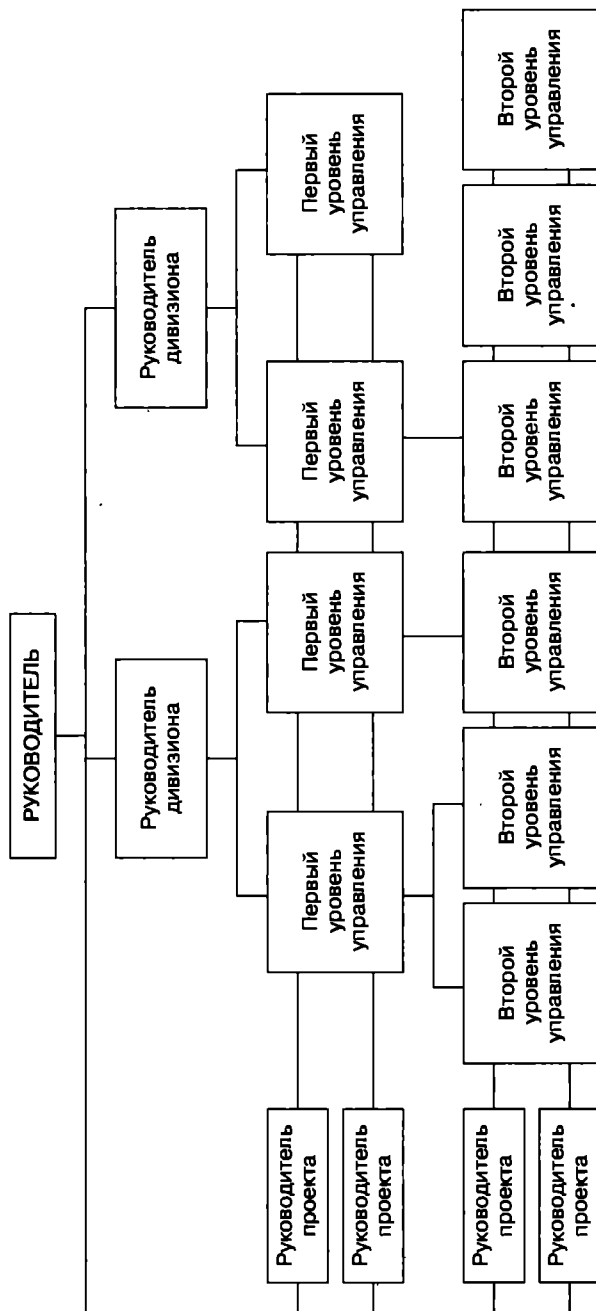 РУКОВОДИТЕЛЬ
Руководитель
дивизиона
Руководитель
дивизиона
Руководитель
проекта
Руководитель
проекта
Первый
уровень
управления
Первый
уровень
управления
Первый
уровень
управления
Первый
уровень
управления
Руководитель
проекта
Руководитель
проекта
Второй
уровень
управления
Второй
уровень
управления
Второй
уровень
управления
Второй
уровень
управления
Второй
уровень
управления
Второй
уровень
управления